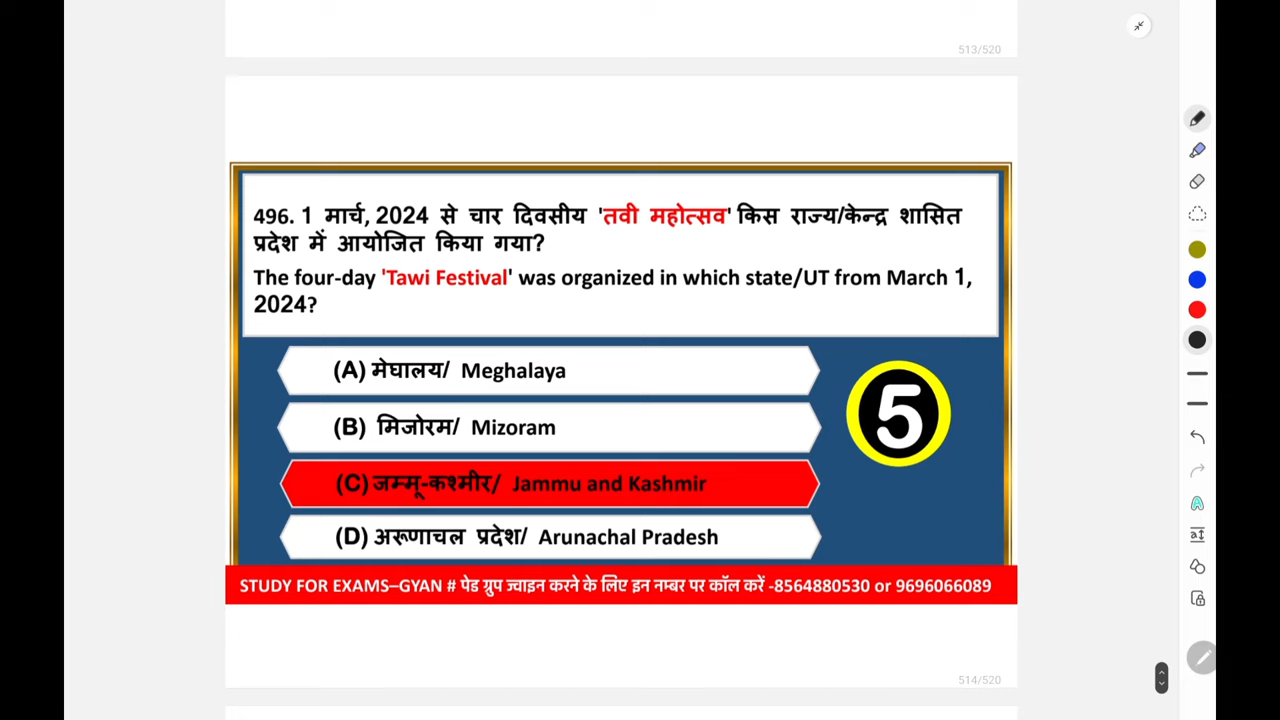 513/520
496. 1 मार्च, 2024 से चार दिवसीय 'तवी महोत्सव' किस राज्य/केन्द्र शासित
प्रदेश में आयोजित किया गया?
The four-day 'Tawi Festival' was organized in which state/UT from March 1,
2024?
(A) मेघालय/ Meghalaya
(B) मिजोरम/ Mizoram
(C) जम्मू-कश्मीर/ Jammu and Kashmir
(D) अरूणाचल प्रदेश/ Arunachal Pradesh
5
STUDY FOR EXAMS–GYAN # पेड ग्रुप ज्वाइन करने के लिए इन नम्बर पर कॉल करें -8564880530 or 9696066089
514/520